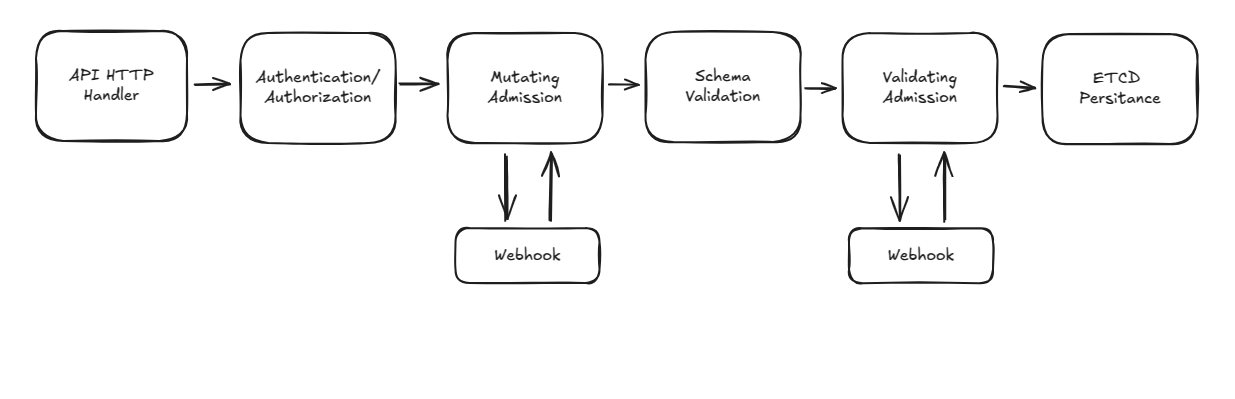 API HTTP
Handler
Authentication/
Authorization
Mutating
Admission
Schema
Validation
Validating
Admission
ETCD
Persitance
Webhook
Webhook